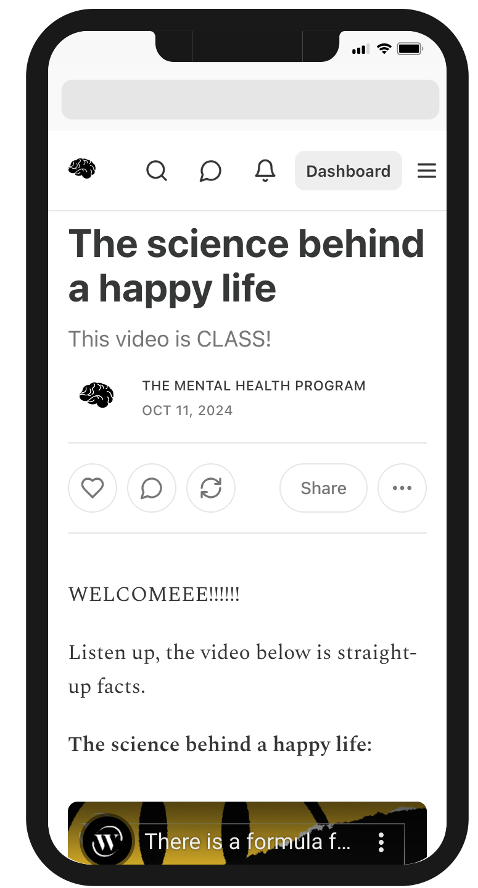 Dashboard
The science behind
a happy life
This video is CLASS!
THE MENTAL HEALTH PROGRAM
OCT 11, 2024
Share
WELCOMEEE!!!!!!
Listen up, the video below is straight-
up facts.
The science behind a happy life:
W
There is a formula f...